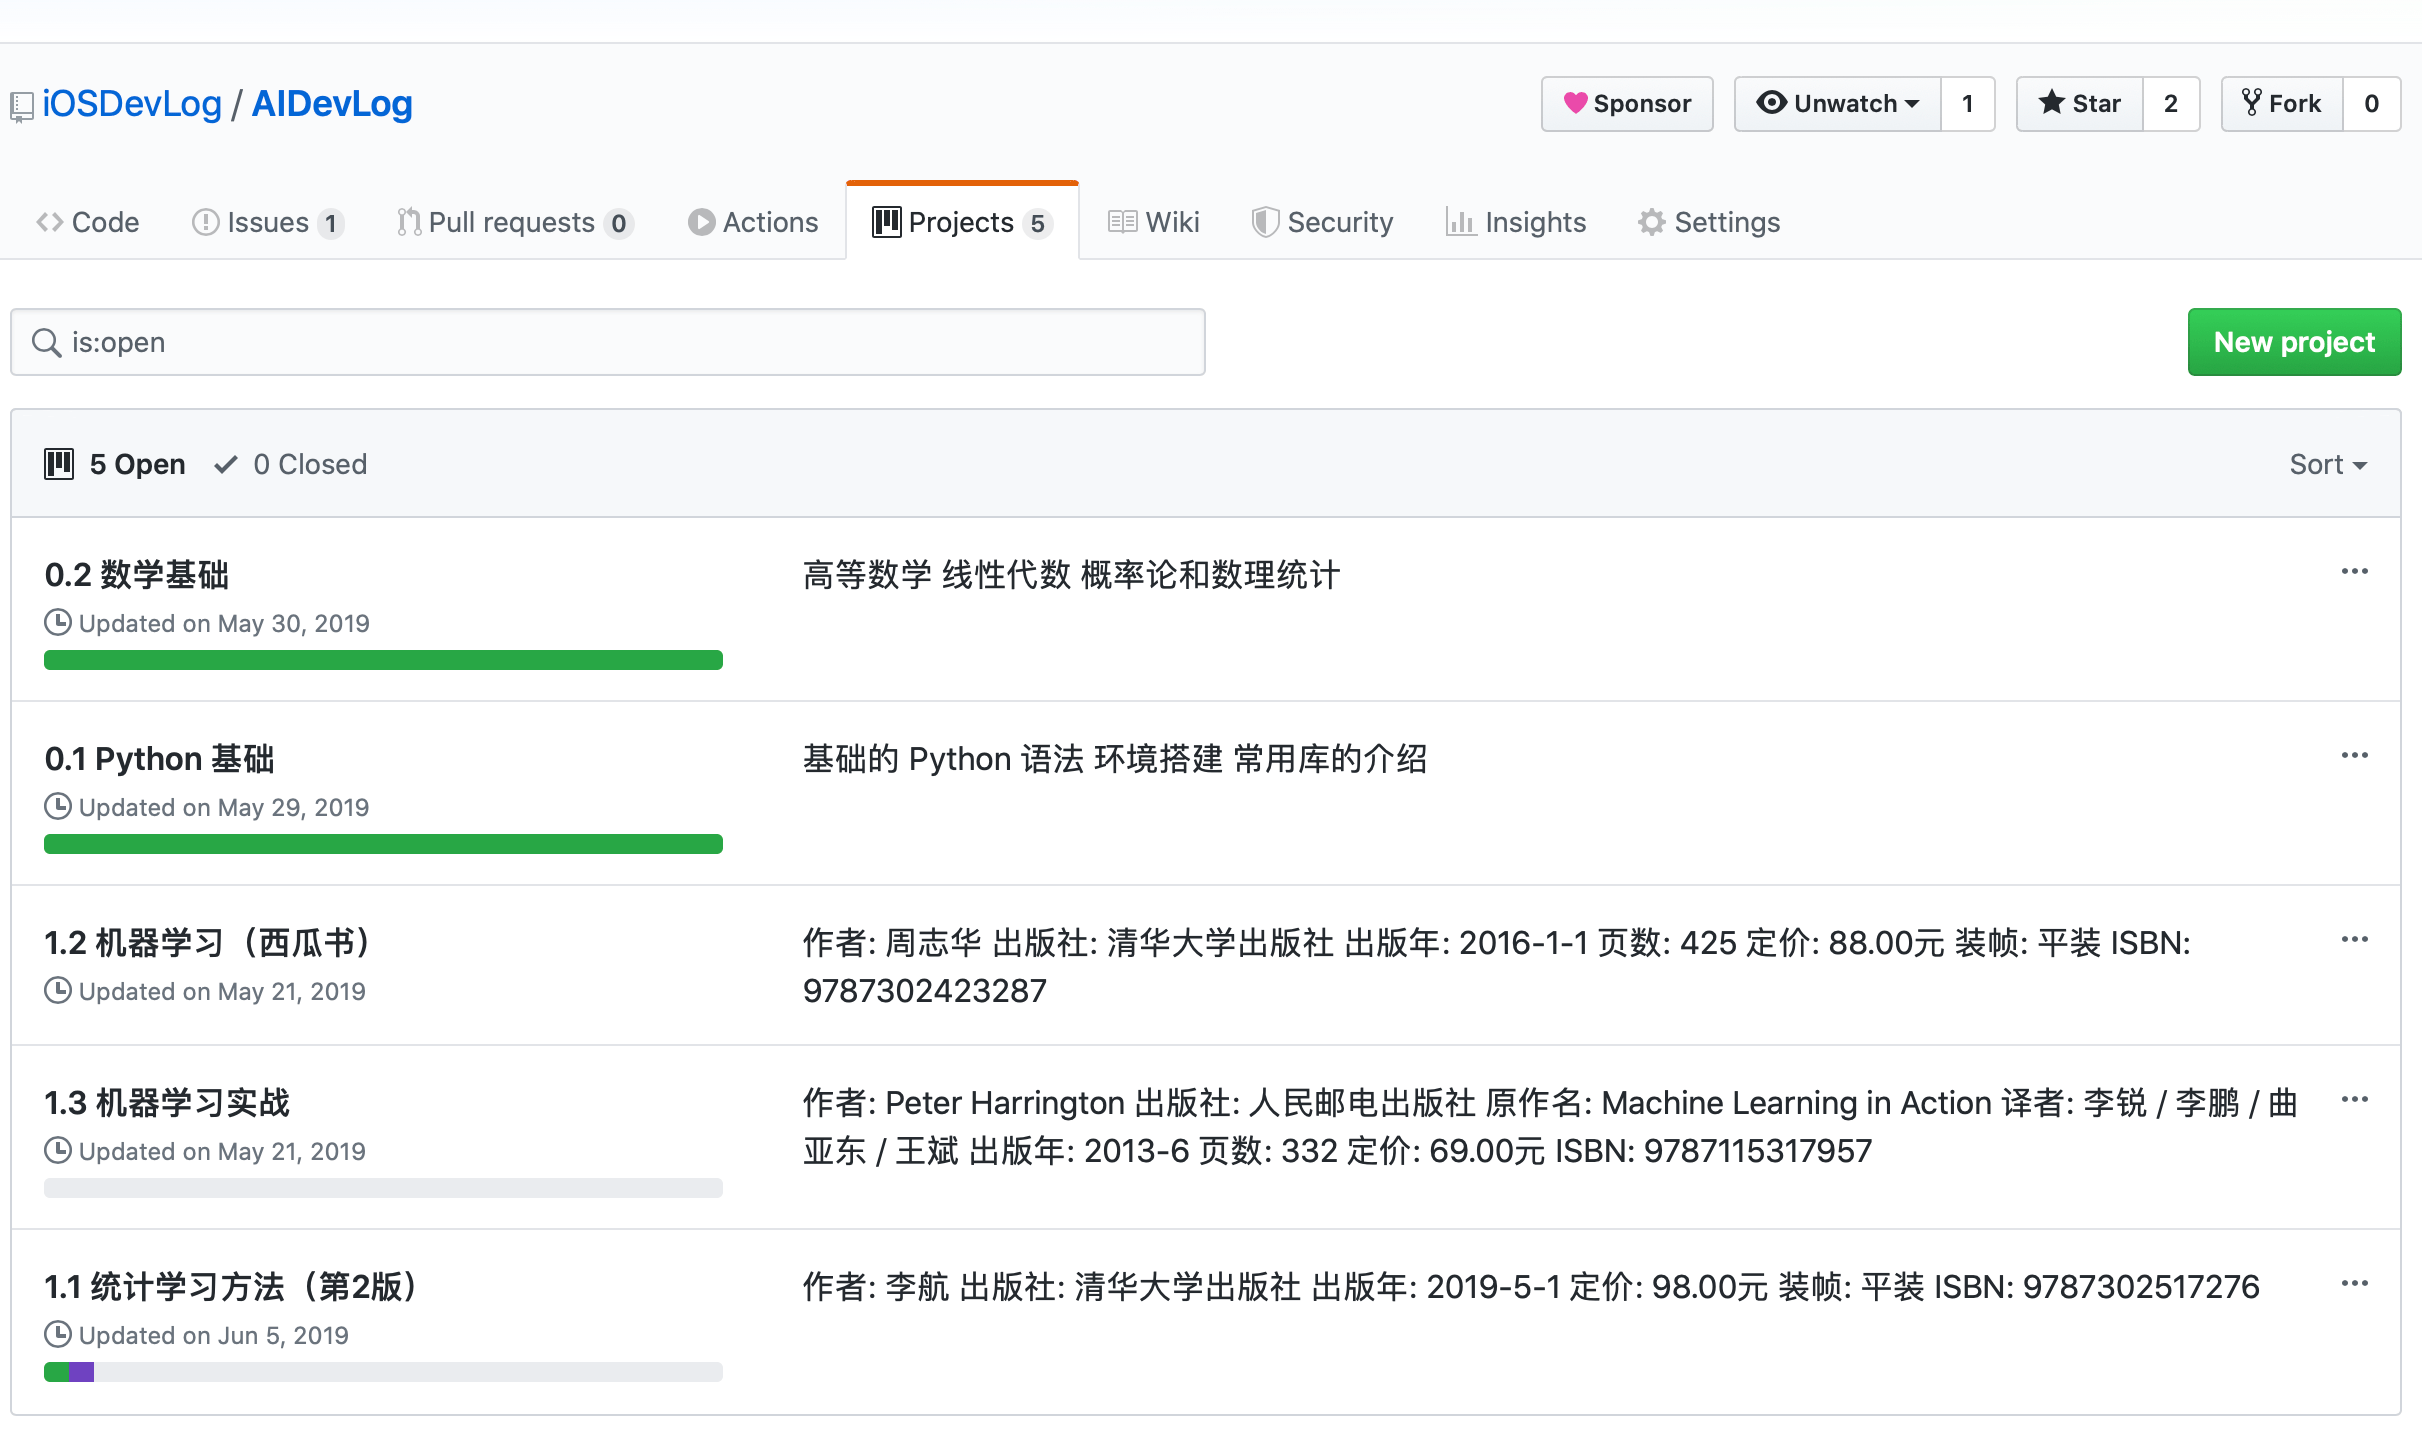 iOSDevLog / AIDevLog
Sponsor
Unwatch 1
Star 2
Fork 0
Code
Issues 1
Pull requests 0
Actions
Projects 5
Wiki
Security
Insights
Settings
is:open
New project
5 Open
0 Closed
Sort
0.2 数学基础
Updated on May 30, 2019
高等数学 线性代数 概率论和数理统计
0.1 Python 基础
Updated on May 29, 2019
基础的 Python 语法 环境搭建 常用库的介绍
1.2 机器学习（西瓜书）
Updated on May 21, 2019
作者: 周志华 出版社: 清华大学出版社 出版年: 2016-1-1 页数: 425 定价: 88.00元 装帧: 平装 ISBN:
9787302423287
1.3 机器学习实战
Updated on May 21, 2019
作者: Peter Harrington 出版社: 人民邮电出版社 原作名: Machine Learning in Action 译者: 李锐 / 李鹏 / 曲
亚东 / 王斌 出版年: 2013-6 页数: 332 定价: 69.00元 ISBN: 9787115317957
1.1 统计学习方法（第2版）
Updated on Jun 5, 2019
作者: 李航 出版社: 清华大学出版社 出版年: 2019-5-1 定价: 98.00元 装帧: 平装 ISBN: 9787302517276